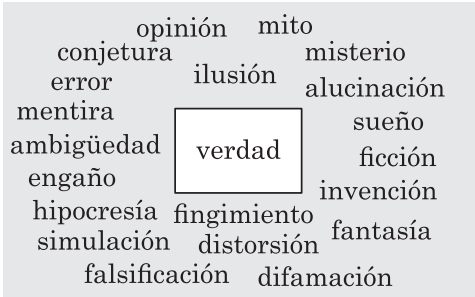 opinión mito
conjetura misterio
error ilusión alucinación
mentira sueño
ambigüedad verdad ficción
engaño invención
hipocresía fingimiento fantasía
simulación distorsión
falsificación difamación